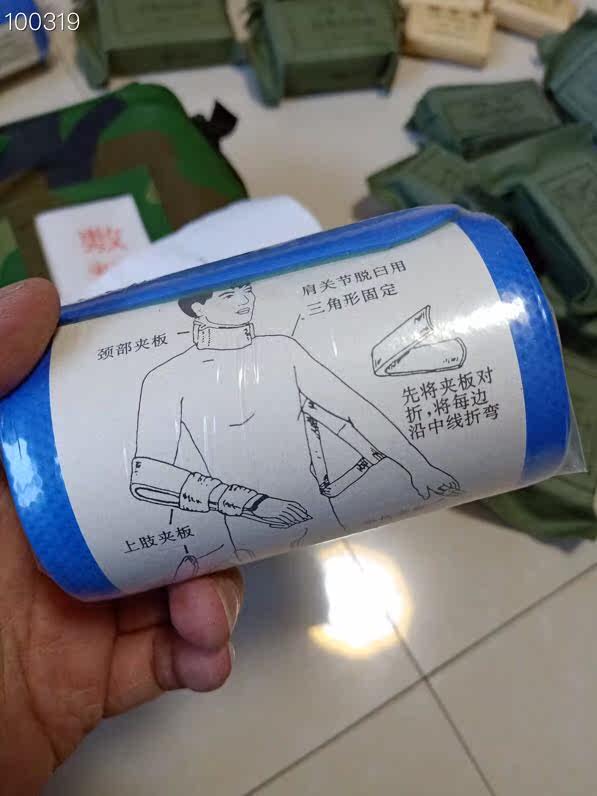 100319
肩关节脱臼用
三角形固定
颈部夹板
先将夹板对
折,将每边
沿中线折弯
上肢夹板